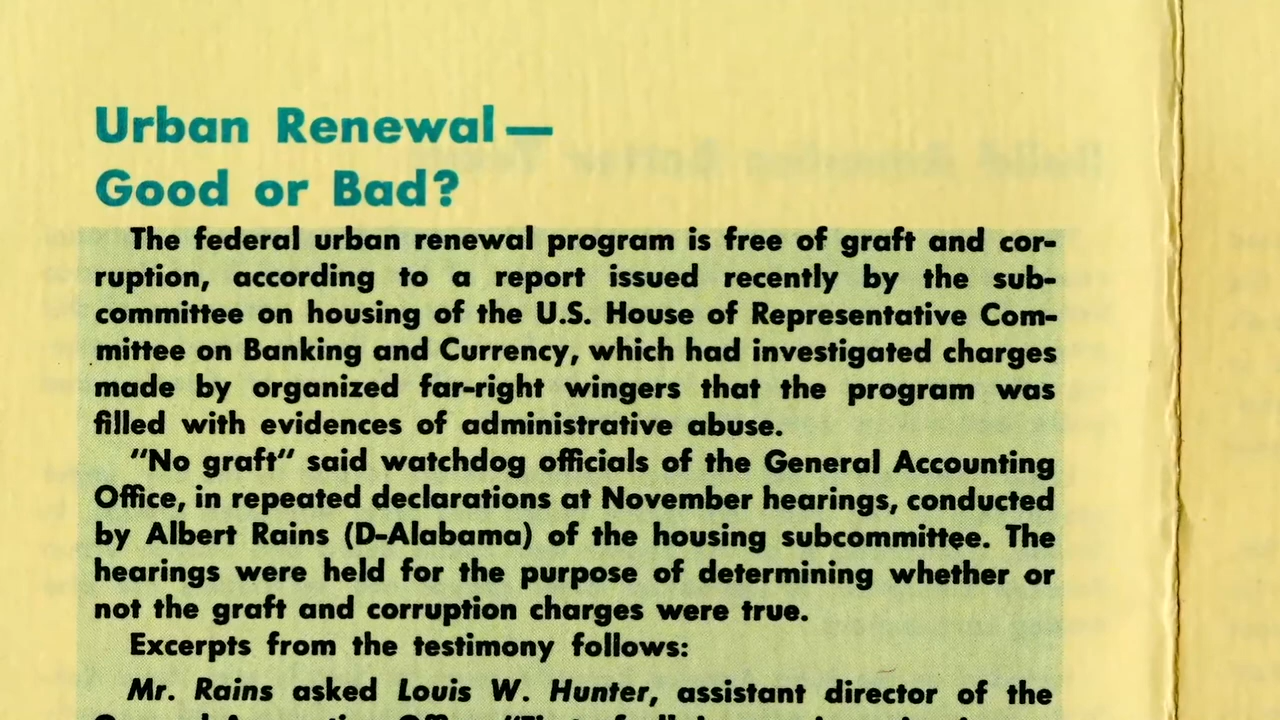 Urban Renewal —
Good or Bad?
The federal urban renewal program is free of graft and cor-
ruption, according to a report issued recently by the sub-
committee on housing of the U.S. House of Representative Com-
mittee on Banking and Currency, which had investigated charges
made by organized far-right wingers that the program was
filled with evidences of administrative abuse.
"No graft" said watchdog officials of the General Accounting
Office, in repeated declarations at November hearings, conducted
by Albert Rains (D-Alabama) of the housing subcommittee. The
hearings were held for the purpose of determining whether or
not the graft and corruption charges were true.
Excerpts from the testimony follows:
Mr. Rains asked Louis W. Hunter, assistant director of the